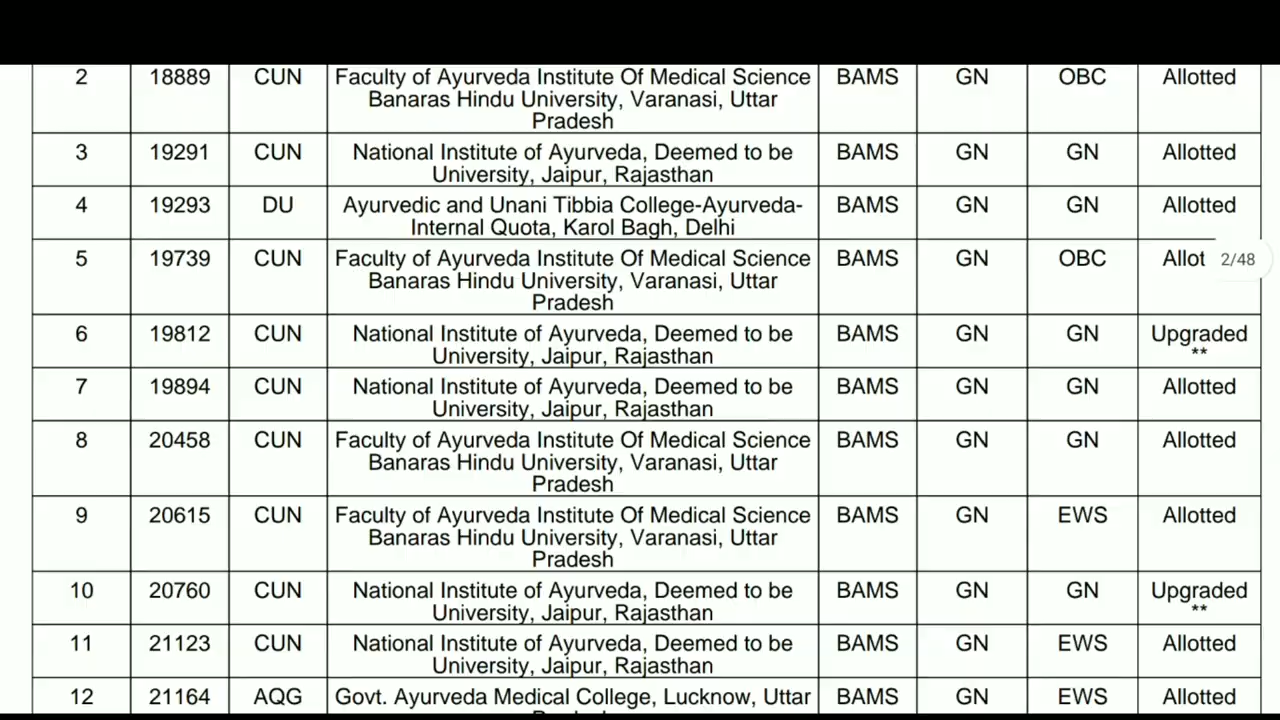 2 18889 CUN Faculty of Ayurveda Institute Of Medical Science BAMS GN OBC Allotted
Banaras Hindu University, Varanasi, Uttar
Pradesh
3 19291 CUN National Institute of Ayurveda, Deemed to be BAMS GN GN Allotted
University, Jaipur, Rajasthan
4 19293 DU Ayurvedic and Unani Tibbia College-Ayurveda- BAMS GN GN Allotted
Internal Quota, Karol Bagh, Delhi
5 19739 CUN Faculty of Ayurveda Institute Of Medical Science BAMS GN OBC Allot 2/48
Banaras Hindu University, Varanasi, Uttar
Pradesh
6 19812 CUN National Institute of Ayurveda, Deemed to be BAMS GN GN Upgraded
University, Jaipur, Rajasthan **
7 19894 CUN National Institute of Ayurveda, Deemed to be BAMS GN GN Allotted
University, Jaipur, Rajasthan
8 20458 CUN Faculty of Ayurveda Institute Of Medical Science BAMS GN GN Allotted
Banaras Hindu University, Varanasi, Uttar
Pradesh
9 20615 CUN Faculty of Ayurveda Institute Of Medical Science BAMS GN EWS Allotted
Banaras Hindu University, Varanasi, Uttar
Pradesh
10 20760 CUN National Institute of Ayurveda, Deemed to be BAMS GN GN Upgraded
University, Jaipur, Rajasthan **
11 21123 CUN National Institute of Ayurveda, Deemed to be BAMS GN EWS Allotted
University, Jaipur, Rajasthan
12 21164 AQG Govt. Ayurveda Medical College, Lucknow, Uttar BAMS GN EWS Allotted